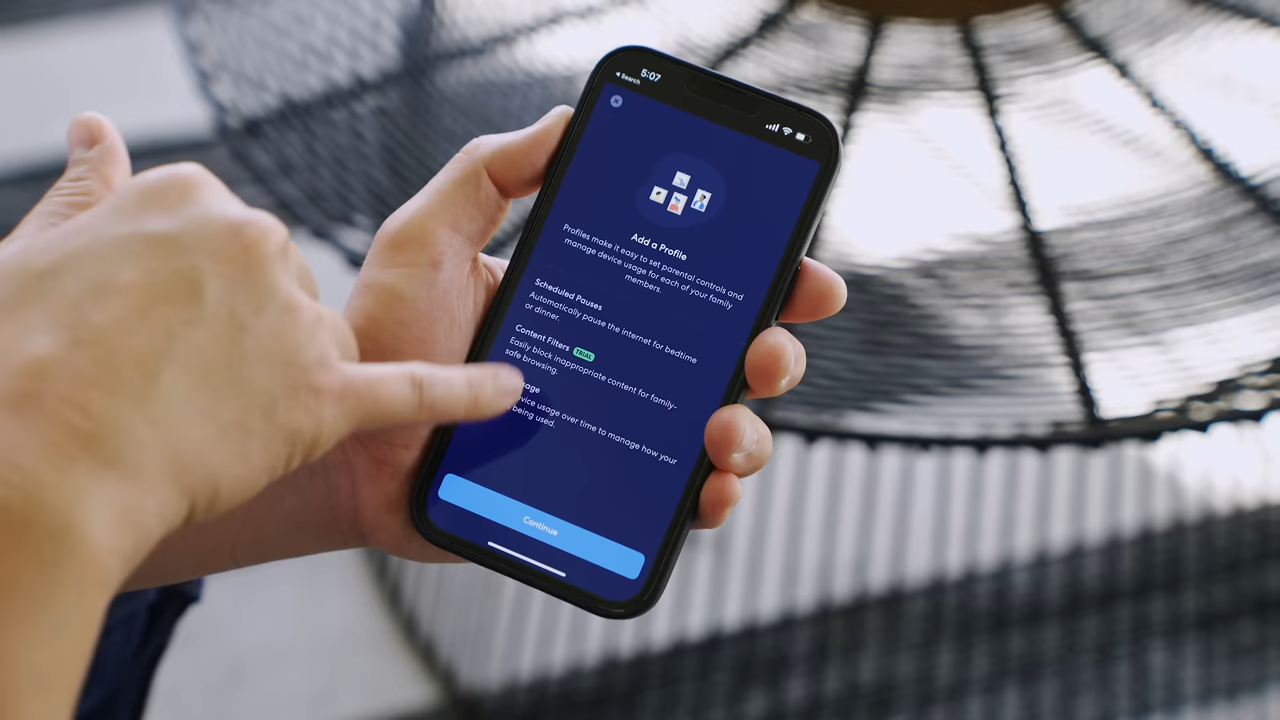 5:07
Search
Add a Profile
Profiles make it easy to set parental controls and
manage device usage for each of your family
members.
Scheduled Pauses
Automatically pause the internet for bedtime
or dinner.
Content Filters TRIAL
Easily block inappropriate content for family-
safe browsing.
device usage over time to manage how your
being used.
Continue